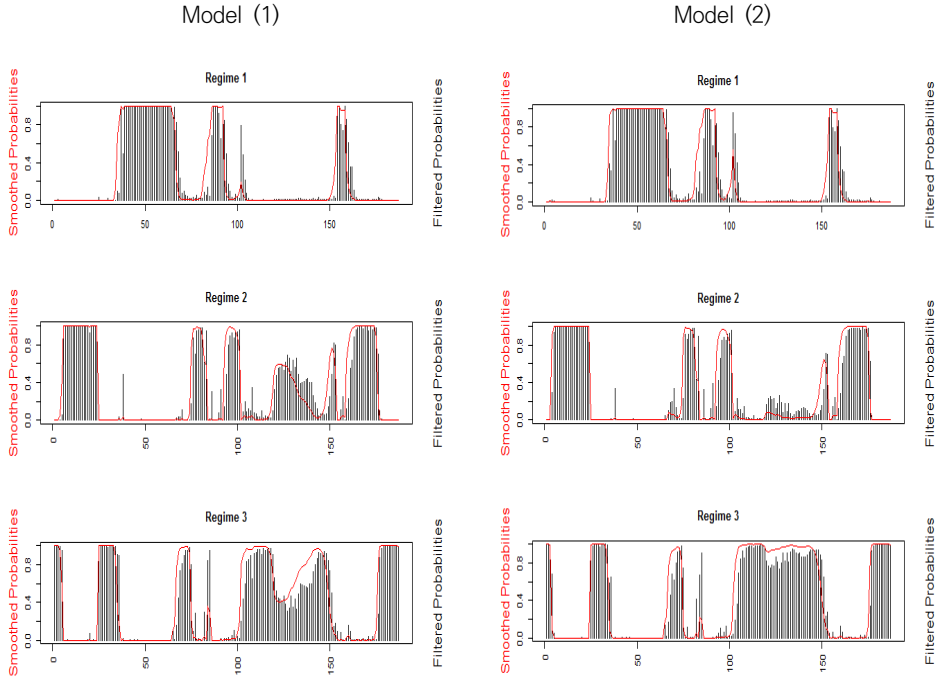 Model (1)
Model (2)
Regime 1
Smoothed Probabilities
0.0 0.4 0.8
0 50 100 150
Filtered Probabilities
Regime 1
Smoothed Probabilities
0.0 0.4 0.8
0 50 100 150
Filtered Probabilities
Regime 2
Smoothed Probabilities
0.0 0.4 0.8
0 50 100 150
Filtered Probabilities
Regime 2
Smoothed Probabilities
0.0 0.4 0.8
0 50 100 150
Filtered Probabilities
Regime 3
Smoothed Probabilities
0.0 0.4 0.8
0 50 100 150
Filtered Probabilities
Regime 3
Smoothed Probabilities
0.0 0.4 0.8
0 50 100 150
Filtered Probabilities